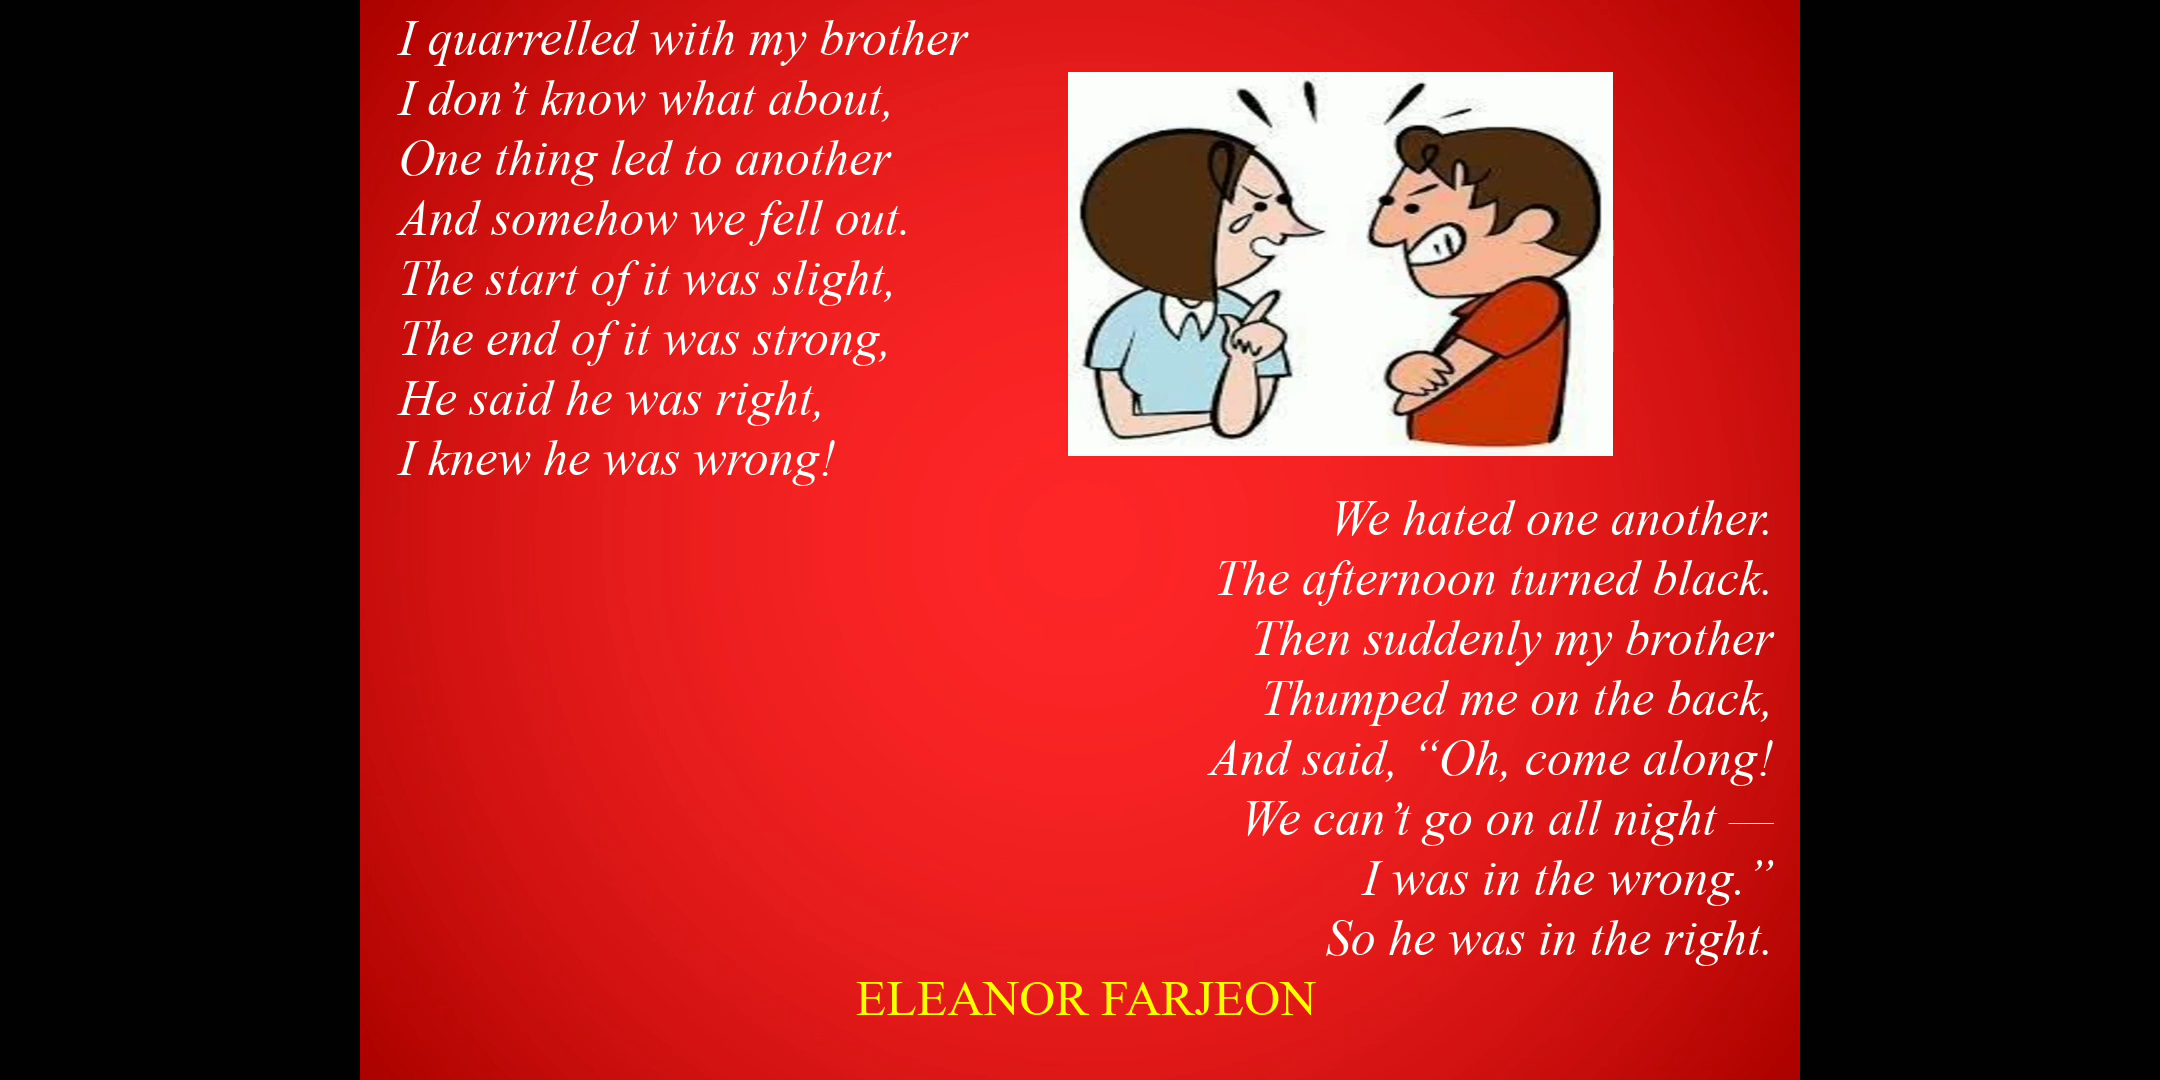 I quarrelled with my brother
I don’t know what about,
One thing led to another
And somehow we fell out.
The start of it was slight,
The end of it was strong,
He said he was right,
I knew he was wrong!
We hated one another.
The afternoon turned black.
Then suddenly my brother
Thumped me on the back,
And said, “Oh, come along!
We can’t go on all night —
I was in the wrong.”
So he was in the right.
ELEANOR FARJEON